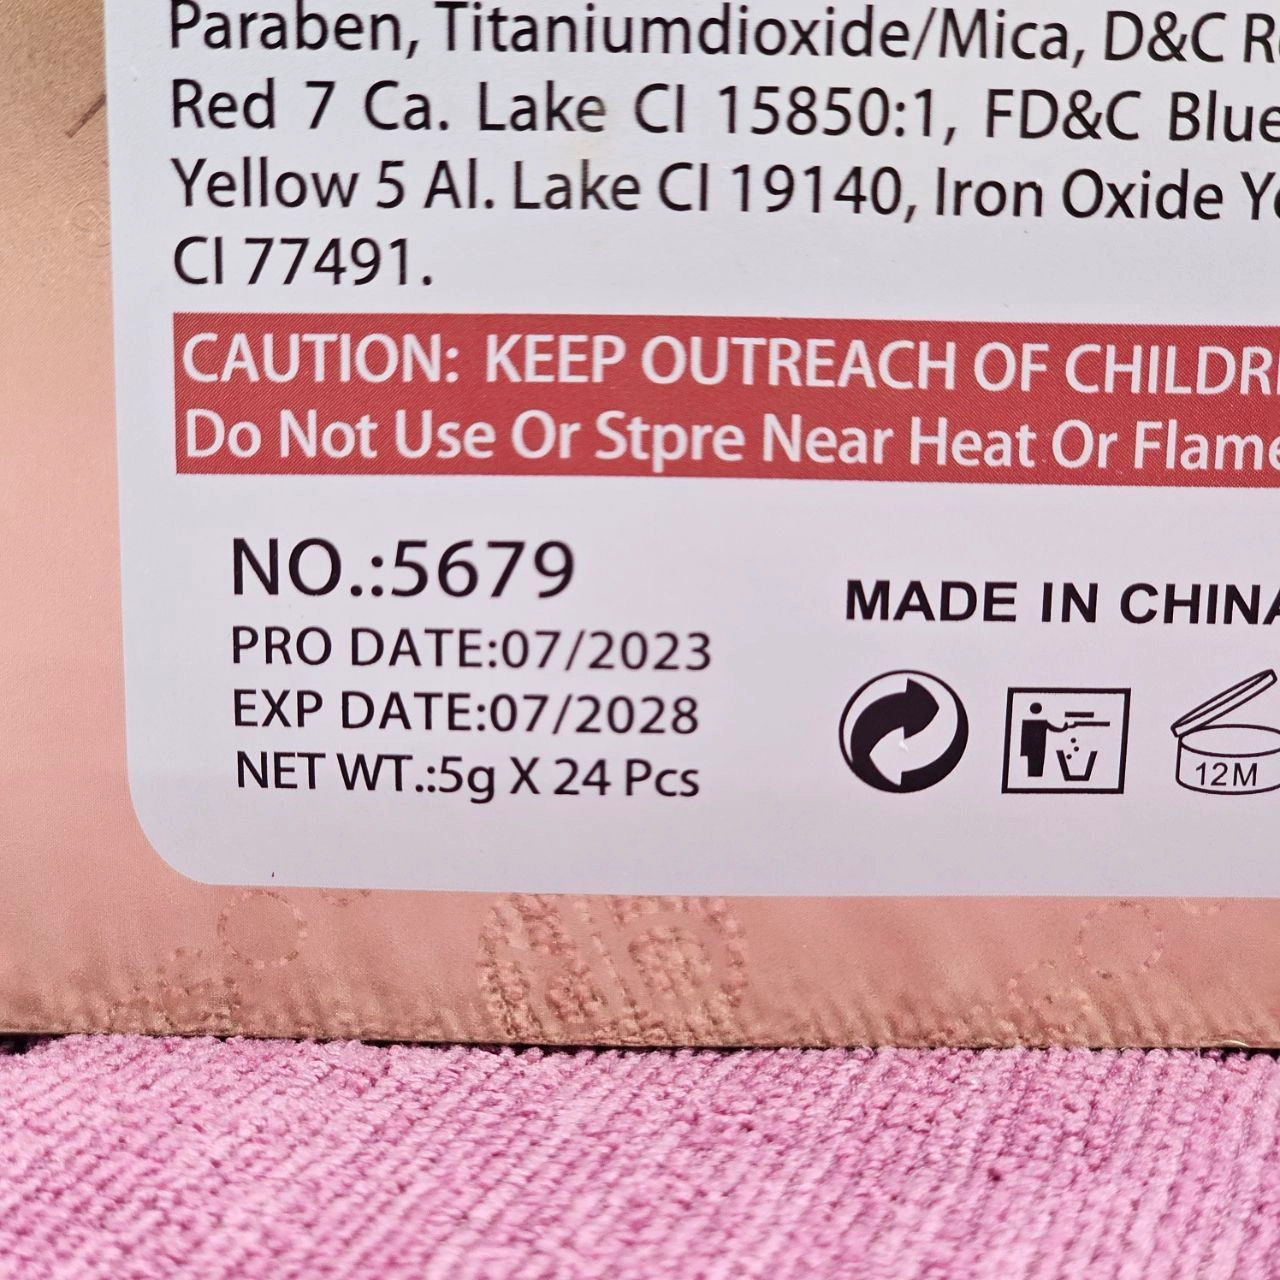 Paraben, Titaniumdioxide/Mica, D&C
Red 7 Ca. Lake CI 15850:1, FD&C Blue
Yellow 5 Al. Lake CI 19140, Iron Oxide
CI 77491.
CAUTION: KEEP OUTREACH OF
Do Not Use Or Stpre Near Heat Or
NO.:5679
MADE IN CHINA
PRO DATE:07/2023
EXP DATE:07/2028
NET WT.:5g X 24 Pcs
12M